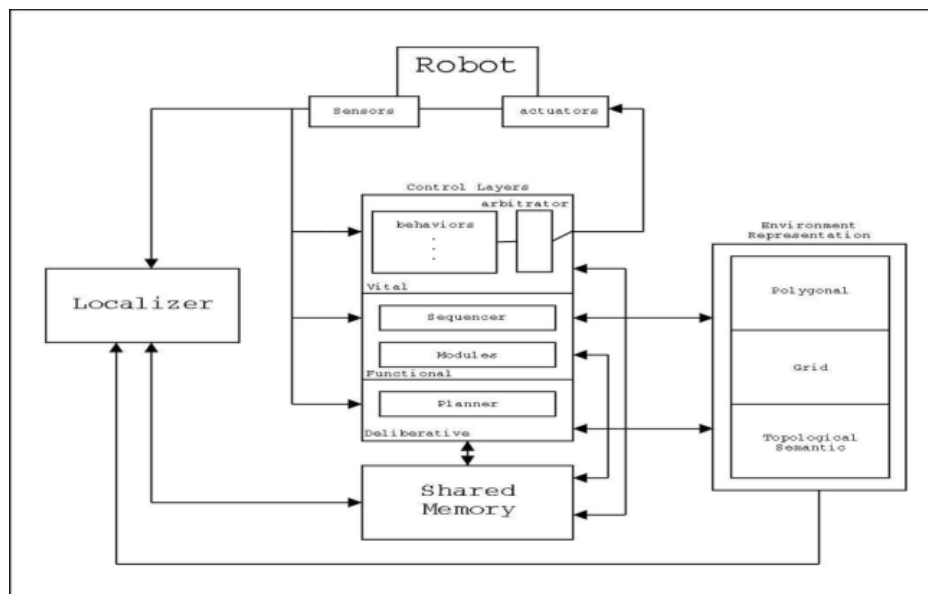 Robot
Sensors
actuators
Control Layers
arbitrator
behaviors
.
.
.
Vital
Sequencer
Modules
Functional
Planner
Deliberative
Shared
Memory
Localizer
Environment
Representation
Polygonal
Grid
Topological
Semantic